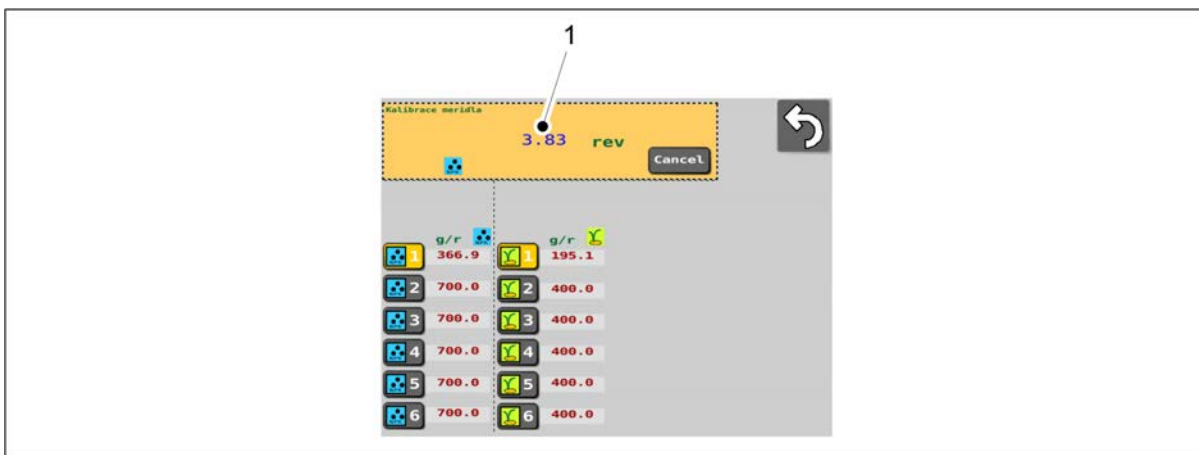 1
Kalibrace meridla
3.83 rev
Cancel
g/r g/r
1 366.9 1 195.1
2 700.0 2 400.0
3 700.0 3 400.0
4 700.0 4 400.0
5 700.0 5 400.0
6 700.0 6 400.0